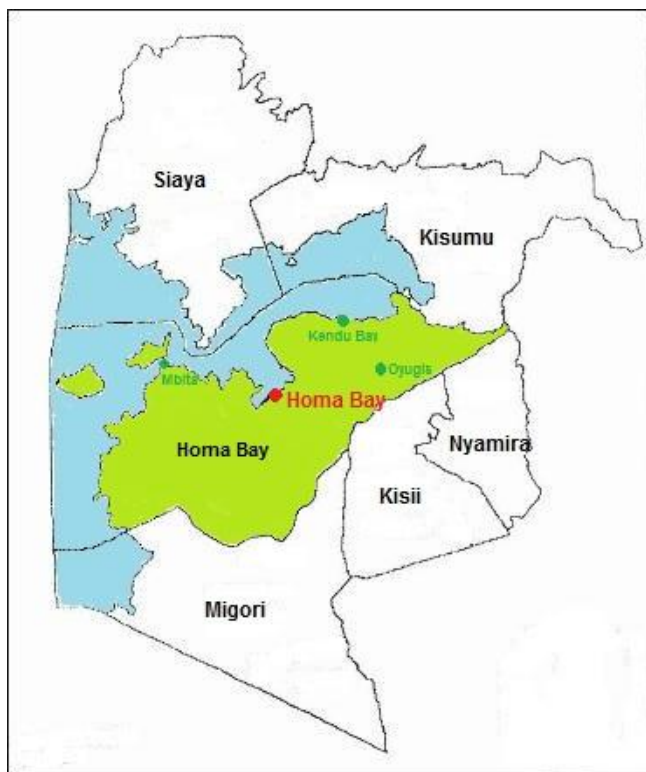 Siaya
Kisumu
Kendu Bay
Mbita
Oyugis
Homa Bay
Homa Bay
Nyamira
Kisii
Migori